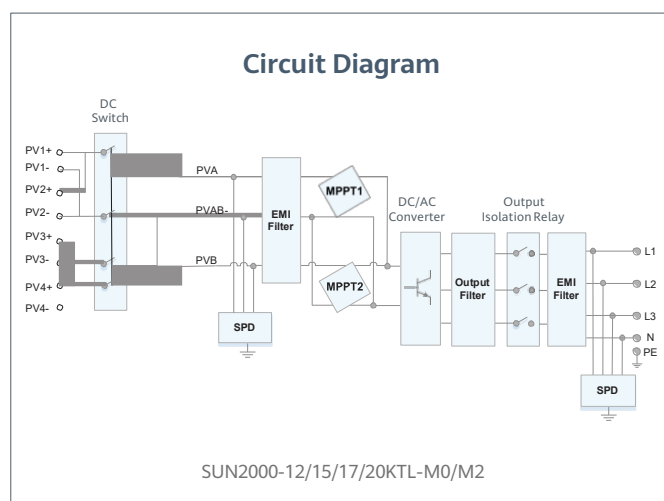 Circuit Diagram
DC
Switch
PV1+
PV1-
PV2+
PV2-
PV3+
PV3-
PV4+
PV4-
PVA
PVAB-
PVB
EMI
Filter
SPD
MPPT1
MPPT2
DC/AC
Converter
Output
Filter
Output
Isolation Relay
EMI
Filter
L1
L2
L3
N
PE
SPD
SUN2000-12/15/17/20KTL-M0/M2